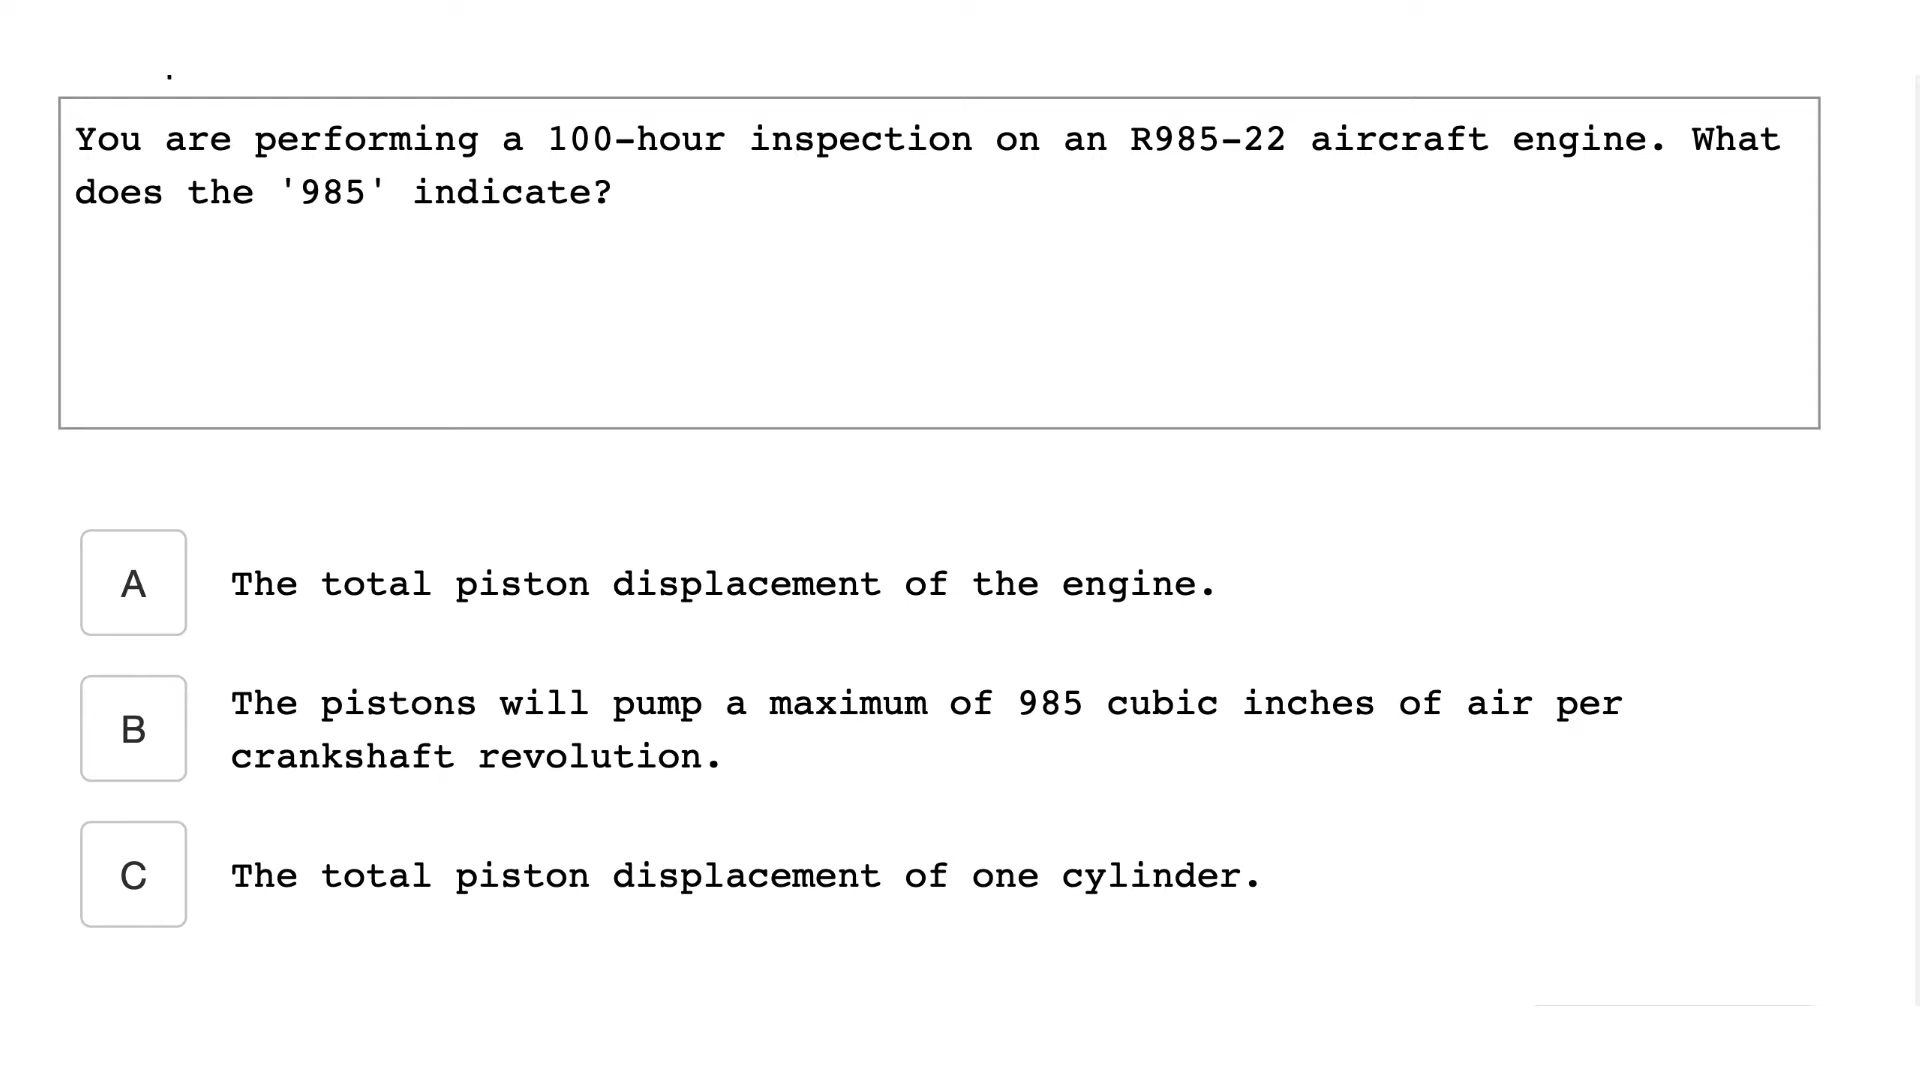 You are performing a 100-hour inspection on an R985-22 aircraft engine. What
does the '985' indicate?
A
The total piston displacement of the engine.
B
The pistons will pump a maximum of 985 cubic inches of air per
crankshaft revolution.
C
The total piston displacement of one cylinder.